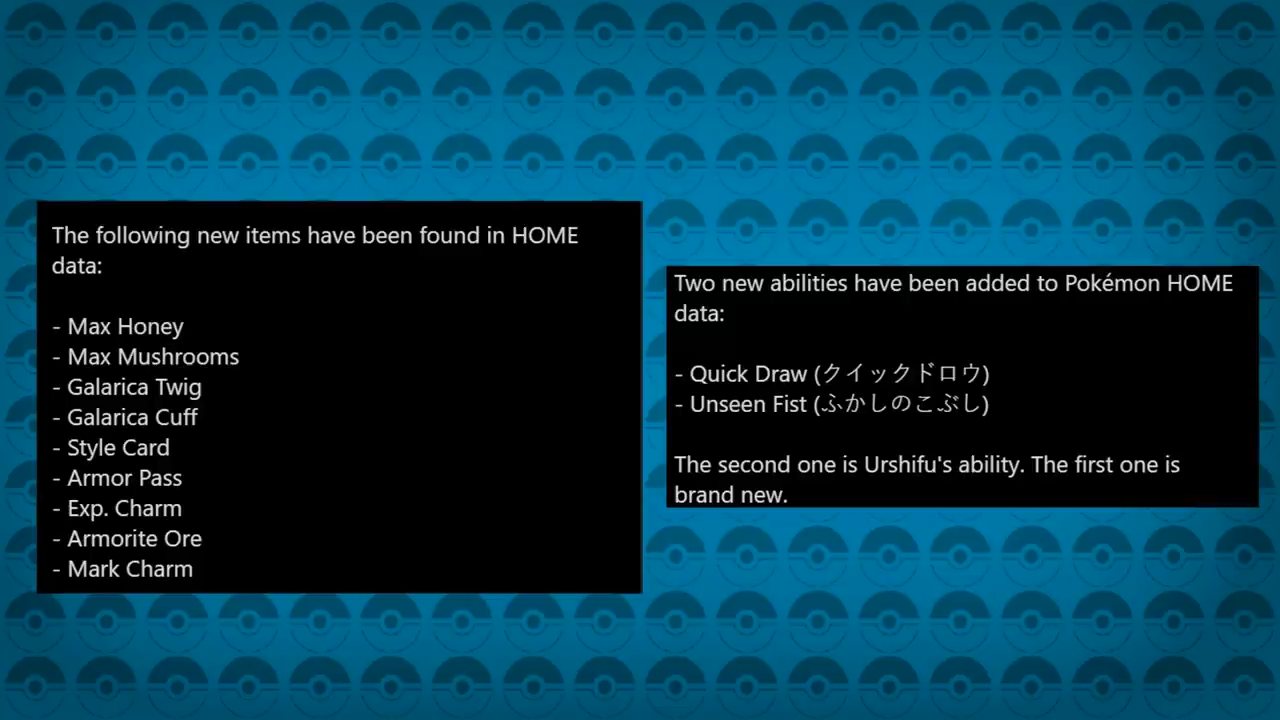 The following new items have been found in HOME
data:
- Max Honey
- Max Mushrooms
- Galarica Twig
- Galarica Cuff
- Style Card
- Armor Pass
- Exp. Charm
- Armorite Ore
- Mark Charm
Two new abilities have been added to Pokémon HOME
data:
- Quick Draw (クイックドロウ)
- Unseen Fist (ふかしのこぶし)
The second one is Urshifu's ability. The first one is
brand new.